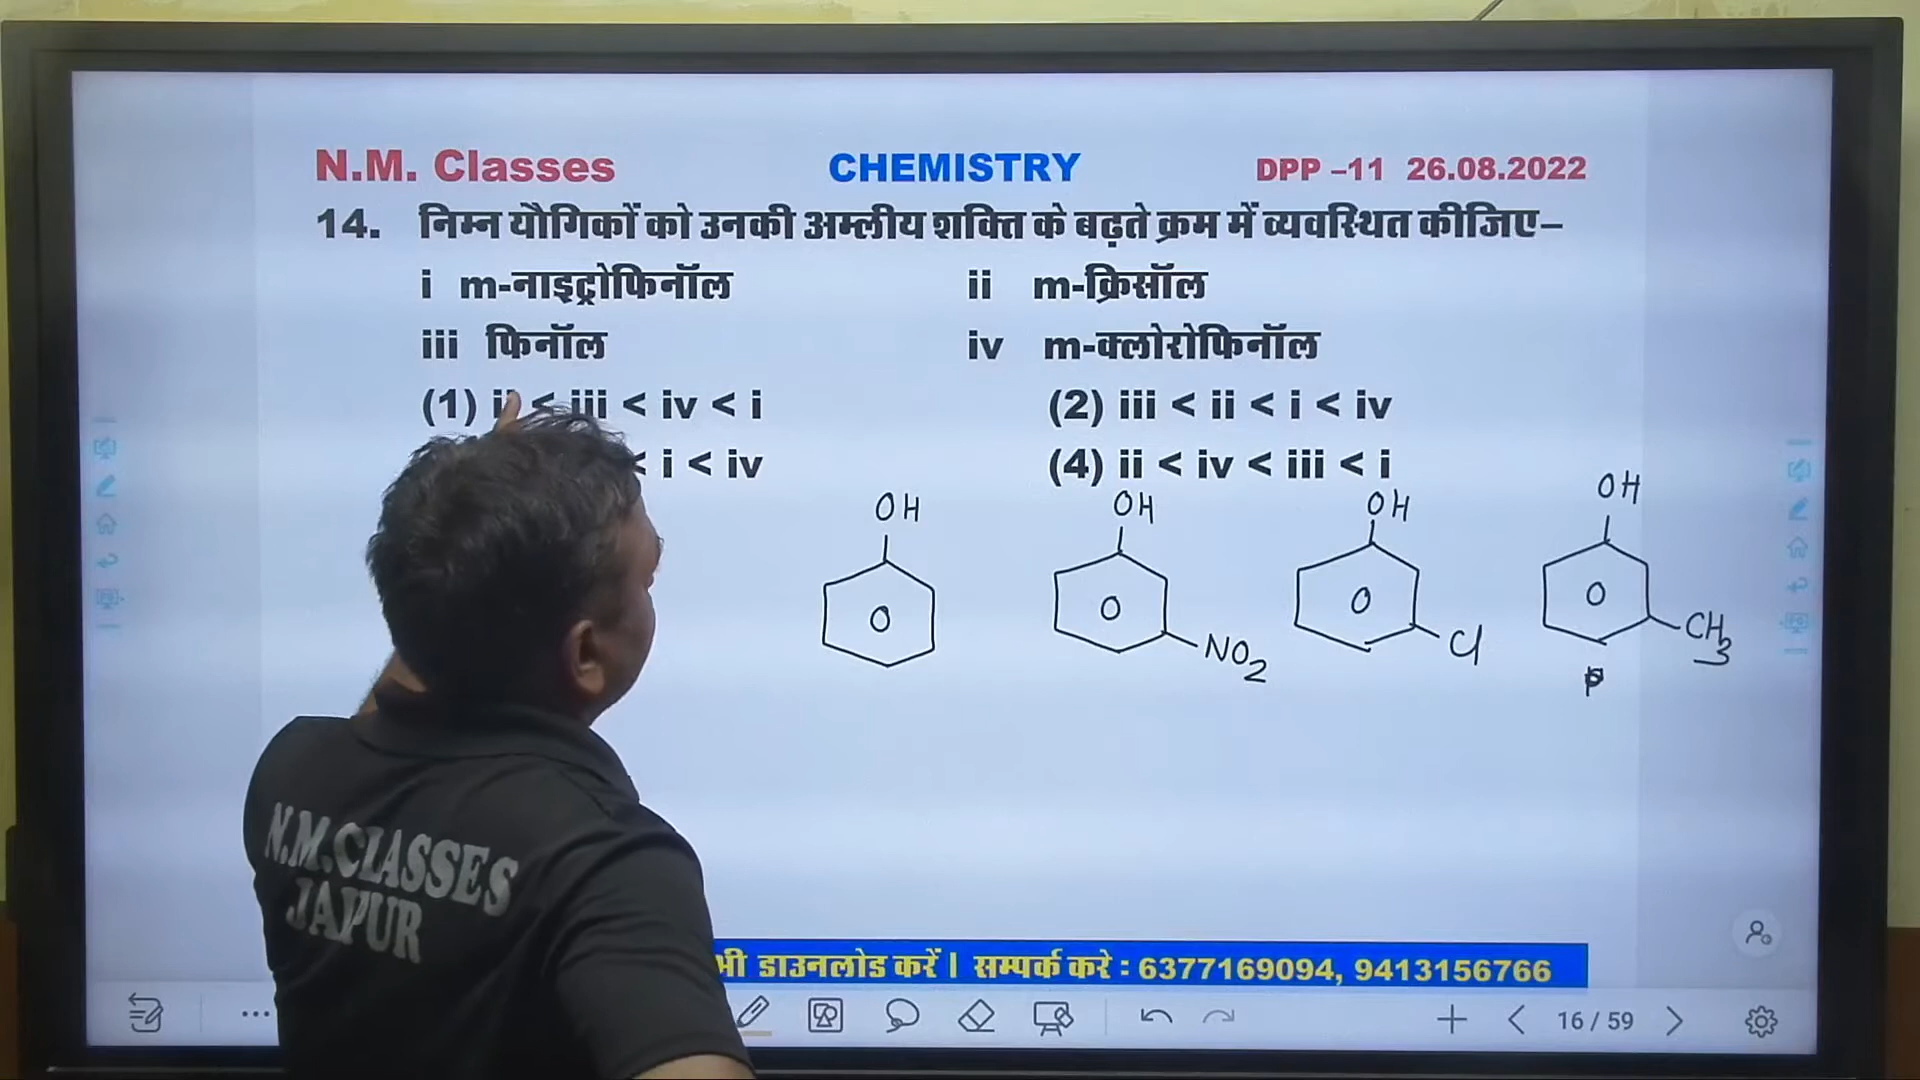 N.M. Classes CHEMISTRY DPP –11 26.08.2022
14. निम्न यौगिकों को उनकी अम्लीय शक्ति के बढ़ते क्रम में व्यवस्थित कीजिए–
i m-नाइट्रोफिनॉल ii m-क्रिसॉल
iii फिनॉल iv m-क्लोरोफिनॉल
(1) ii < iii < iv < i (2) iii < ii < i < iv
< i < iv (4) ii < iv < iii < i
OH OH OH OH
NO2 Cl CH3
N.M.CLASSES
JAIPUR
भी डाउनलोड करें। सम्पर्क करे : 6377169094, 9413156766
16 / 59